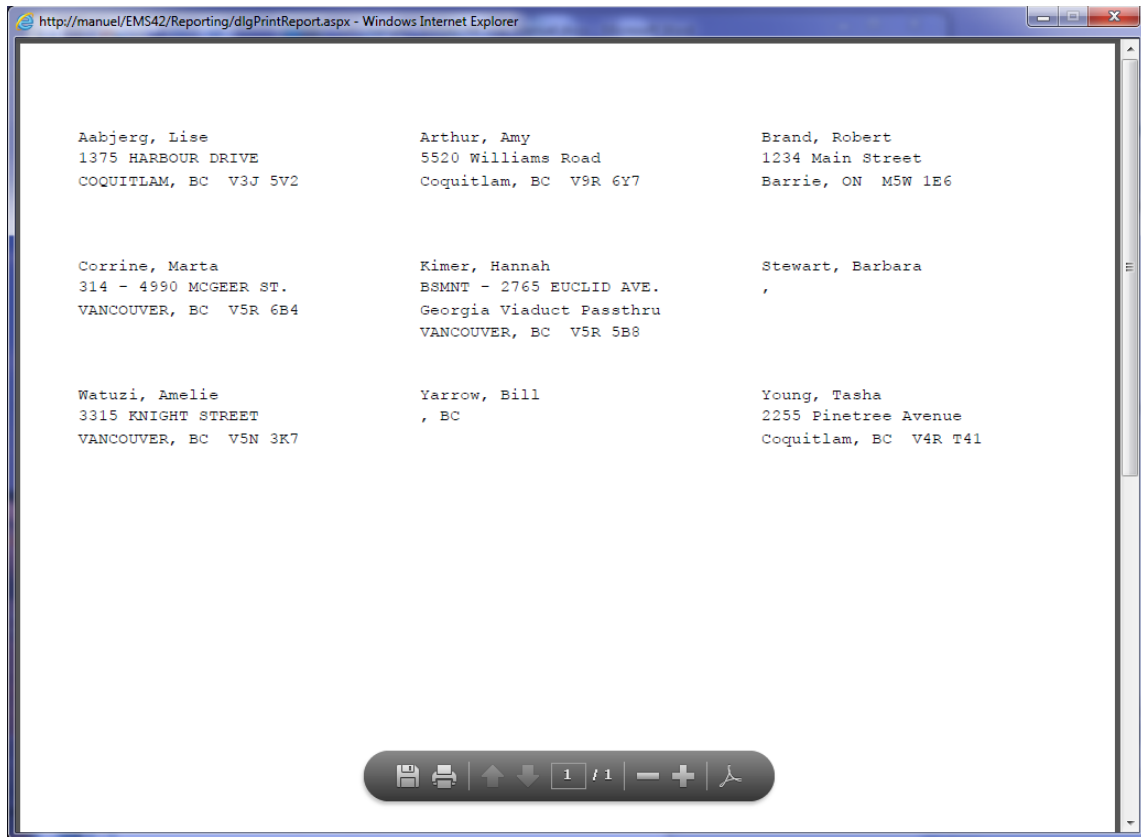 http://manuel/EMS42/Reporting/dlgPrintReport.aspx - Windows Internet Explorer
Aabjerg, Lise
1375 HARBOUR DRIVE
COQUITLAM, BC  V3J 5V2
Arthur, Amy
5520 Williams Road
Coquitlam, BC  V9R 6Y7
Brand, Robert
1234 Main Street
Barrie, ON  M5W 1E6
Corrine, Marta
314 - 4990 MCGEER ST.
VANCOUVER, BC  V5R 6B4
Kimer, Hannah
BSMNT - 2765 EUCLID AVE.
Georgia Viaduct Passthru
VANCOUVER, BC  V5R 5B8
Stewart, Barbara
,
Watuzi, Amelie
3315 KNIGHT STREET
VANCOUVER, BC  V5N 3K7
Yarrow, Bill
, BC
Young, Tasha
2255 Pinetree Avenue
Coquitlam, BC  V4R T41
1 / 1